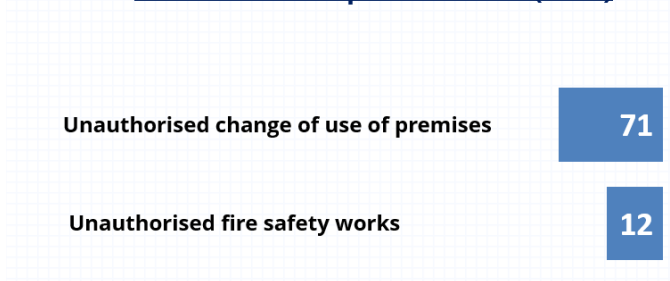 Unauthorised change of use of premises 71
Unauthorised fire safety works 12